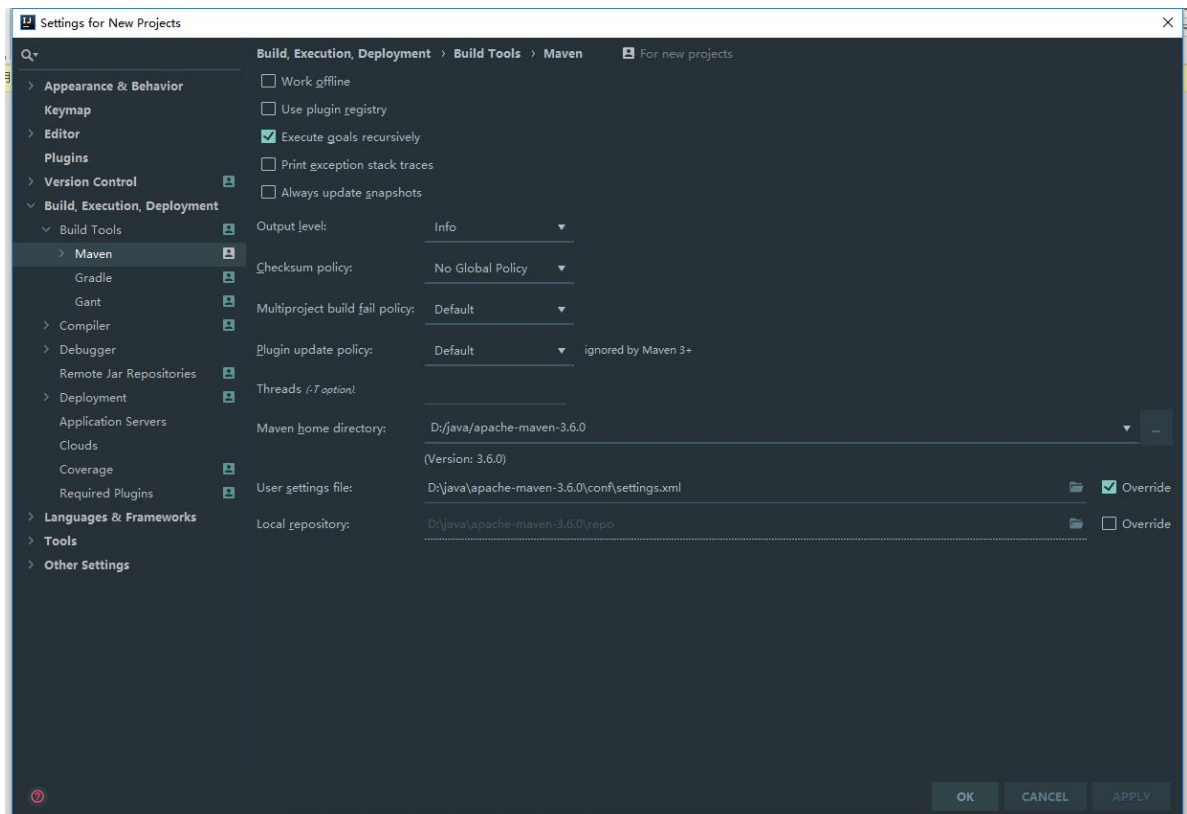 Settings for New Projects
Appearance & Behavior
Keymap
Editor
Plugins
Version Control
Build, Execution, Deployment
Build Tools
Maven
Gradle
Gant
Compiler
Debugger
Remote Jar Repositories
Deployment
Application Servers
Clouds
Coverage
Required Plugins
Languages & Frameworks
Tools
Other Settings
Build, Execution, Deployment › Build Tools › Maven For new projects
Work offline
Use plugin registry
Execute goals recursively
Print exception stack traces
Always update snapshots
Output level: Info
Checksum policy: No Global Policy
Multiproject build fail policy: Default
Plugin update policy: Default ignored by Maven 3+
Threads (-T option)
Maven home directory: D:/java/apache-maven-3.6.0
(Version: 3.6.0)
User settings file: D:\java\apache-maven-3.6.0\conf\settings.xml Override
Local repository: D:\java\apache-maven-3.6.0\repo Override
OK CANCEL APPLY